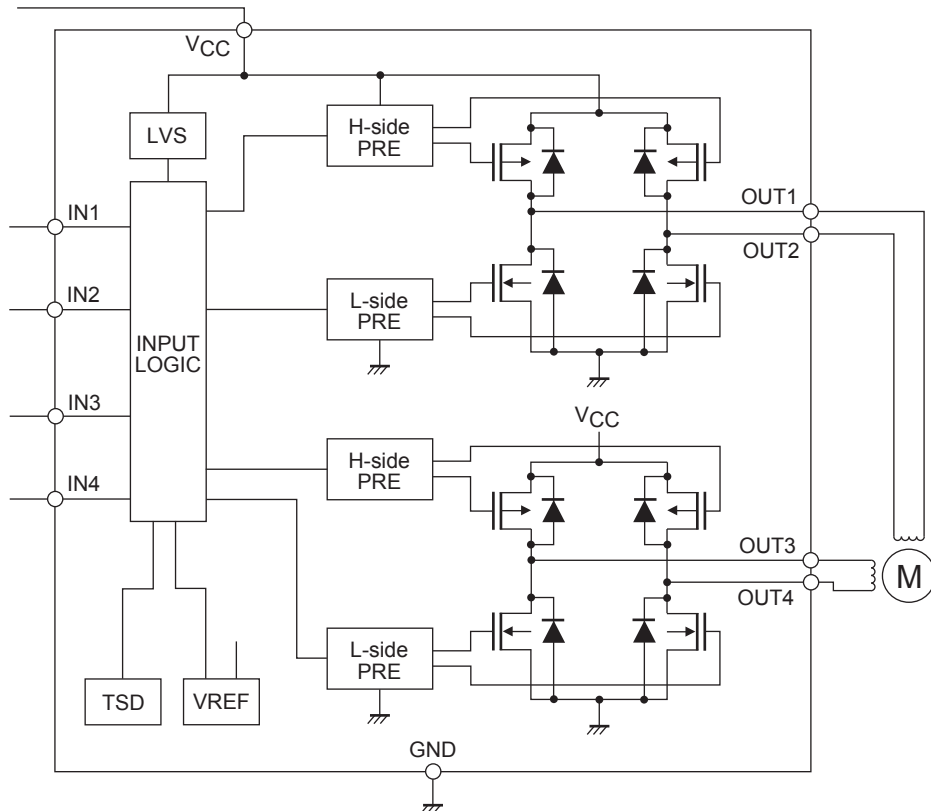 VCC
LVS
H-side
PRE
IN1
OUT1
OUT2
IN2
L-side
PRE
INPUT
LOGIC
IN3
VCC
H-side
PRE
IN4
OUT3
M
OUT4
L-side
PRE
TSD
VREF
GND